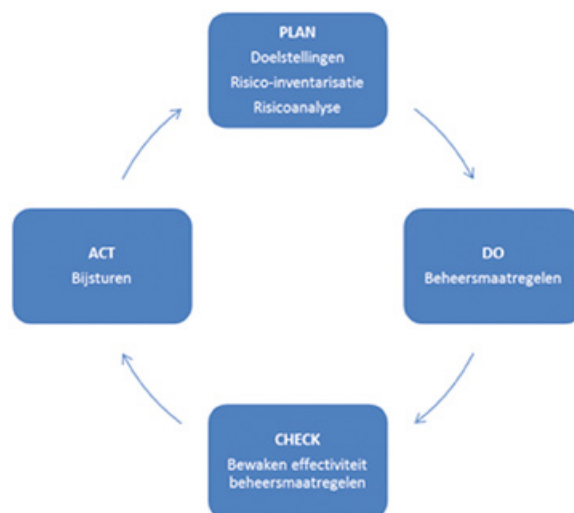 PLAN
Doelstellingen
Risico-inventarisatie
Risicoanalyse
ACT
Bijsturen
DO
Beheersmaatregelen
CHECK
Bewaken effectiviteit
beheersmaatregelen